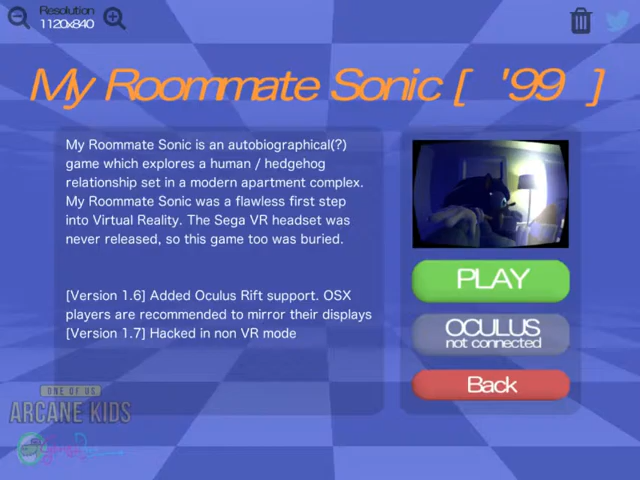 Resolution
1120x840
My Roommate Sonic [ '99 ]
My Roommate Sonic is an autobiographical(?)
game which explores a human / hedgehog
relationship set in a modern apartment complex.
My Roommate Sonic was a flawless first step
into Virtual Reality. The Sega VR headset was
never released, so this game too was buried.
[Version 1.6] Added Oculus Rift support. OSX
players are recommended to mirror their displays
[Version 1.7] Hacked in non VR mode
PLAY
OCULUS
not connected
Back
ONE OF US
ARCANE KIDS